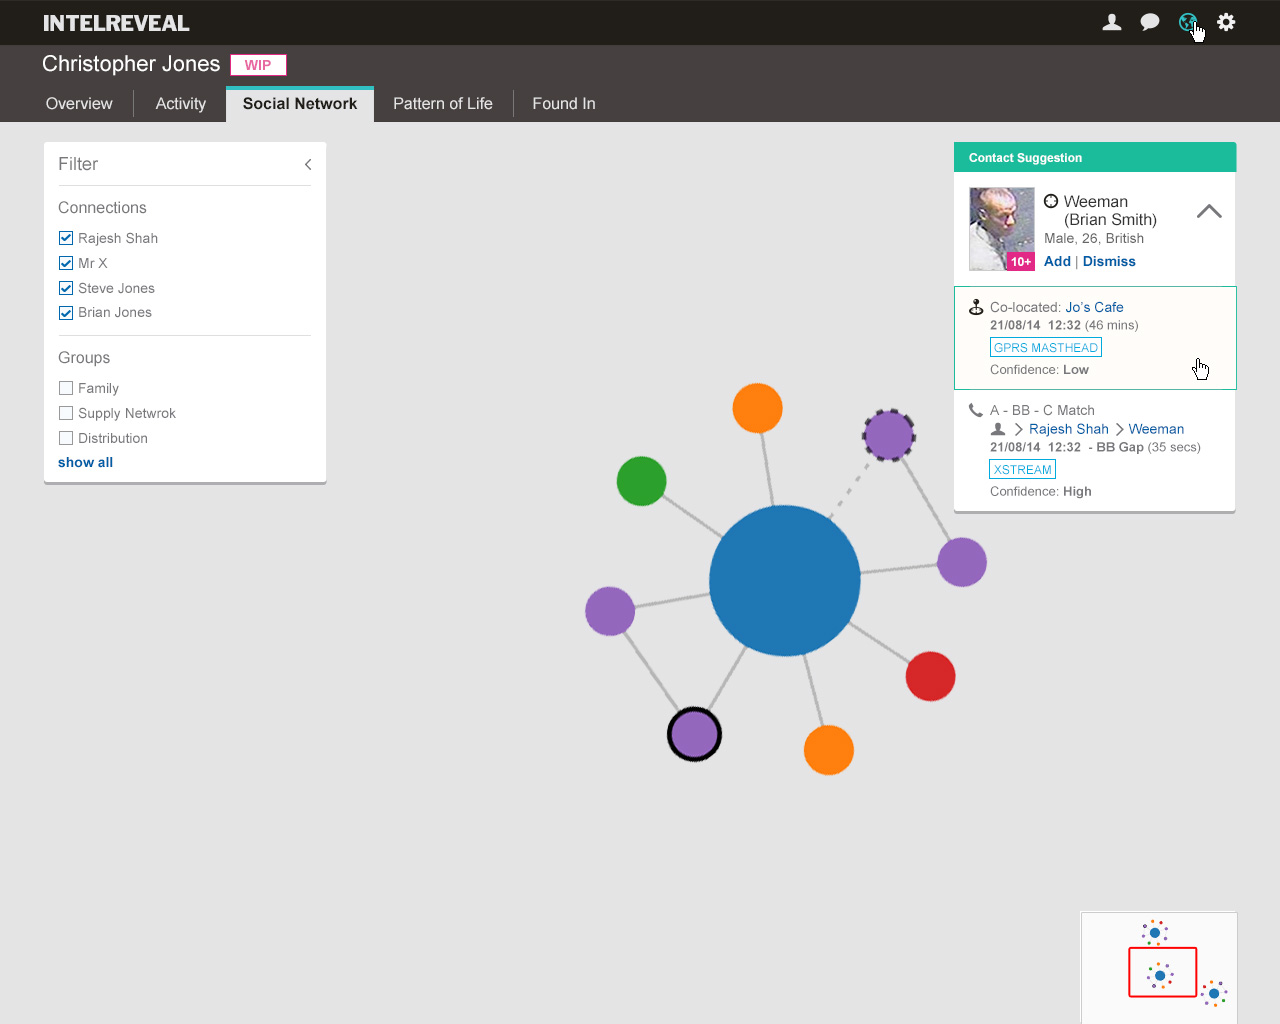 INTELREVEAL
Christopher Jones WIP
Overview Activity Social Network Pattern of Life Found In
Filter
Connections
Rajesh Shah
Mr X
Steve Jones
Brian Jones
Groups
Family
Supply Netwrok
Distribution
show all
Contact Suggestion
Weeman
(Brian Smith)
Male, 26, British
10+
Add | Dismiss
Co-located: Jo's Cafe
21/08/14 12:32 (46 mins)
GPRS MASTHEAD
Confidence: Low
A - BB - C Match
Rajesh Shah Weeman
21/08/14 12:32 - BB Gap (35 secs)
XSTREAM
Confidence: High